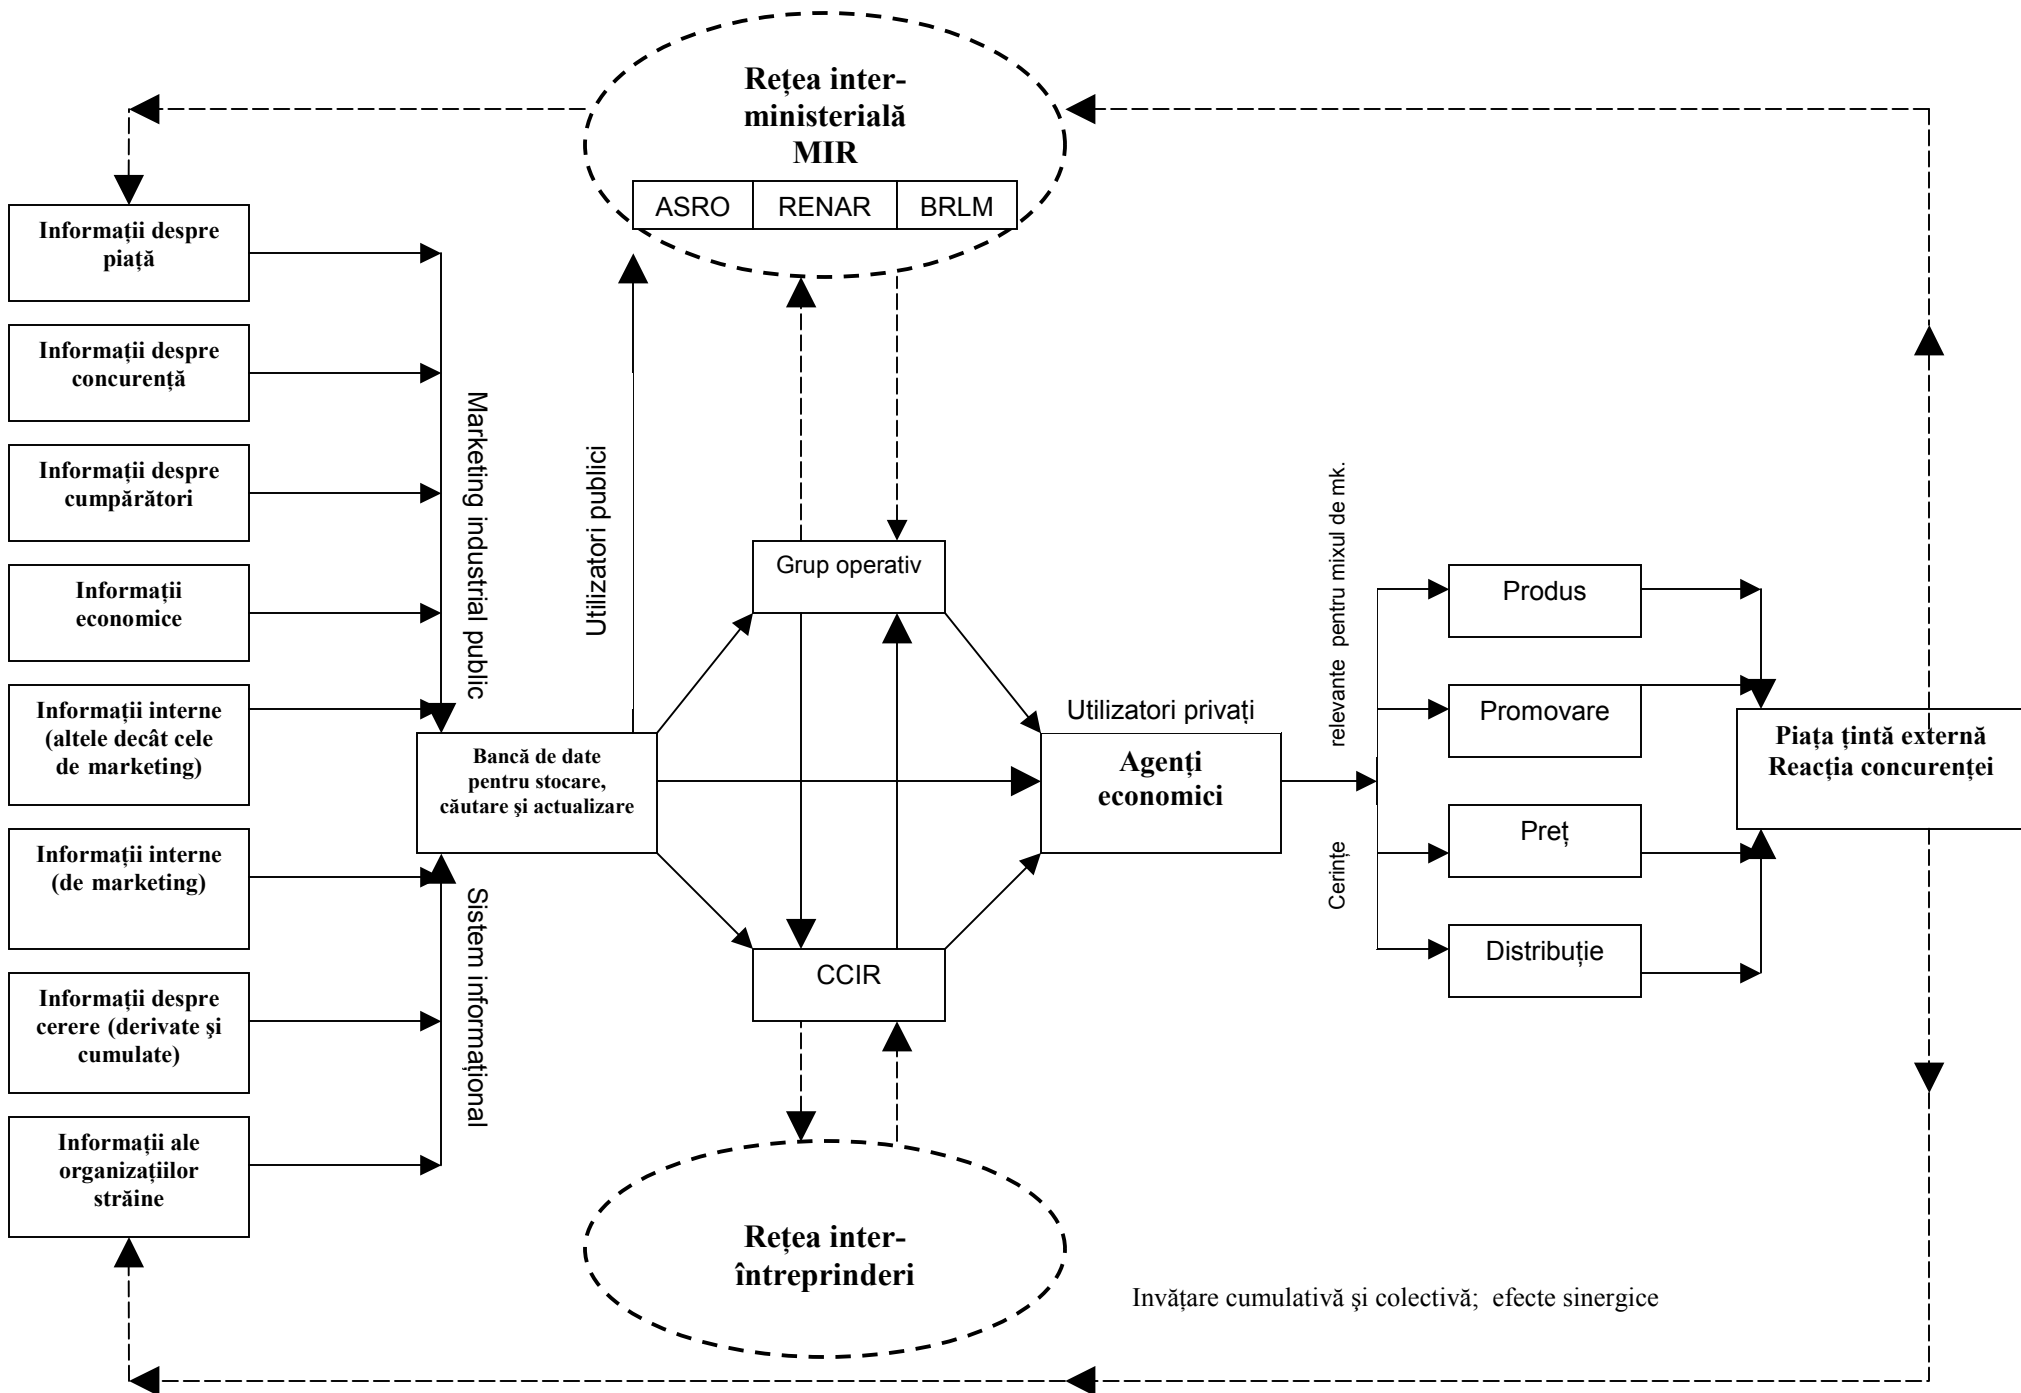 Rețea inter-
ministerială
MIR
ASRO RENAR BRLM
Informații despre
piață
Informații despre
concurență
Informații despre
cumpărători
Informații
economice
Informații interne
(altele decât cele
de marketing)
Informații interne
(de marketing)
Informații despre
cerere (derivate şi
cumulate)
Informații ale
organizațiilor
străine
Marketing industrial public
Sistem informațional
Utilizatori publici
Bancă de date
pentru stocare,
căutare şi actualizare
Grup operativ
CCIR
Rețea inter-
întreprinderi
Utilizatori privați
Agenți
economici
Cerințe relevante pentru mixul de mk.
Produs
Promovare
Preț
Distribuție
Piața țintă externă
Reacția concurenței
Invățare cumulativă şi colectivă; efecte sinergice